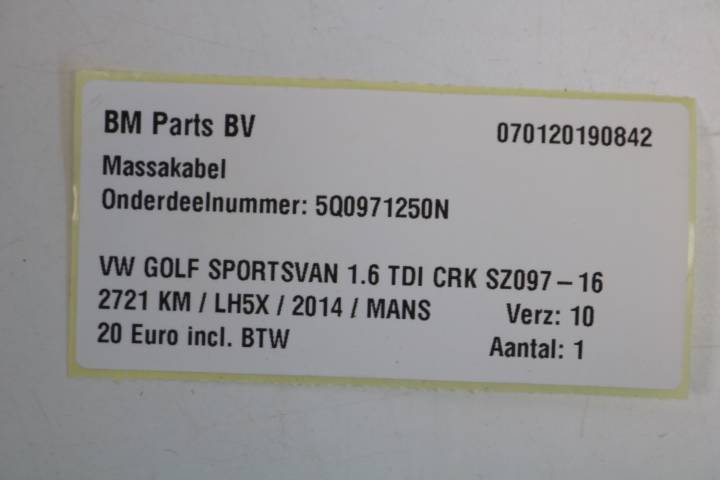 BM Parts BV 070120190842
Massakabel
Onderdeelnummer: 5Q0971250N
VW GOLF SPORTSVAN 1.6 TDI CRK SZ097-16
2721 KM / LH5X / 2014 / MANS Verz: 10
20 Euro incl. BTW Aantal: 1